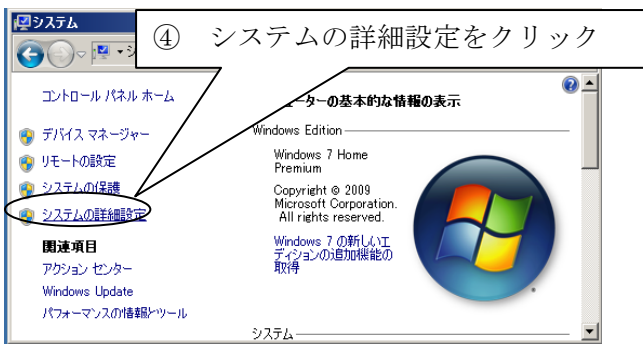 システム
④ システムの詳細設定をクリック
コントロール パネル ホーム
デバイス マネージャー
リモートの設定
システムの保護
システムの詳細設定
関連項目
アクション センター
Windows Update
パフォーマンスの情報とツール
ーターの基本的な情報の表示
Windows Edition
Windows 7 Home
Premium
Copyright © 2009
Microsoft Corporation.
All rights reserved.
Windows 7 の新しいエ
ディションの追加機能の
取得
システム